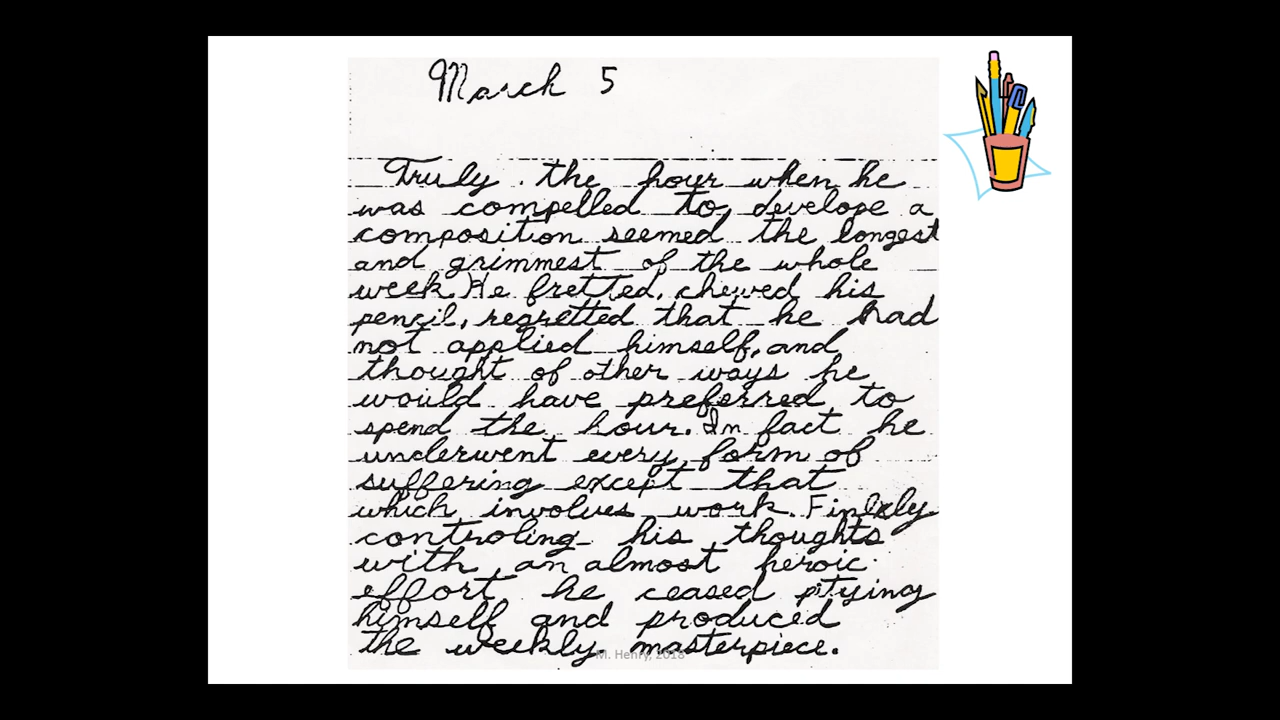 March 5
Truly the hour when he
was compelled to develope a
composition seemed the longest
and grimmest of the whole
week. He fretted, chewed his
pencil, regretted that he had
not applied himself, and
thought of other ways he
would have preferred to
spend the hour. In fact he
underwent every form of
suffering except that
which involves work. Finlely
controling his thoughts
with an almost heroic
effort he ceased pitying
himself and produced
the weekly masterpiece.
M. Henry, 2018